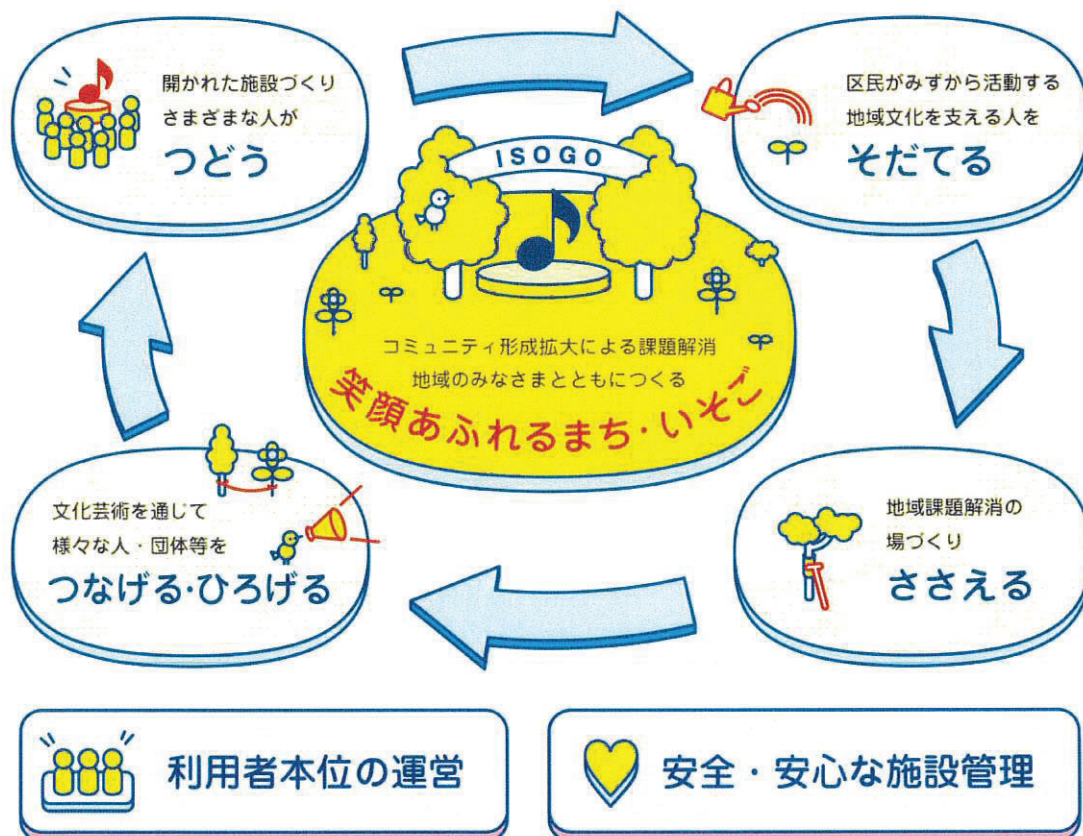 開かれた施設づくり
さまざまな人が
つどう
区民がみずから活動する
地域文化を支える人を
そだてる
ISOGO
コミュニティ形成拡大による課題解消
地域のみなさまとともにつくる
笑顔あふれるまち・いそご
文化芸術を通じて
様々な人・団体等を
つなげる・ひろげる
地域課題解消の
場づくり
ささえる
利用者本位の運営
安全・安心な施設管理